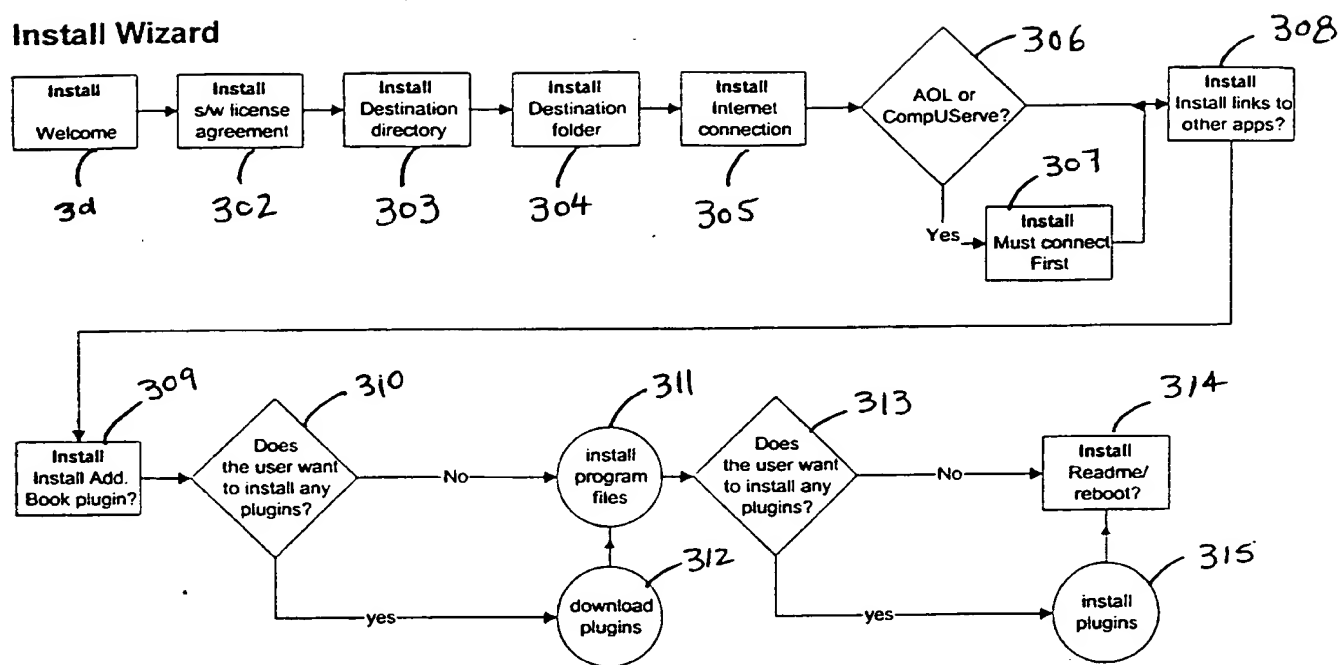 Install Wizard
306
308
Install
Welcome
Install
s/w license
agreement
Install
Destination
directory
Install
Destination
folder
Install
Internet
connection
AOL or
CompUServe?
Install
Install links to
other apps?
301
302
303
304
305
307
Yes
Install
Must connect
First
309
310
311
313
314
Install
Install Add.
Book plugin?
Does
the user want
to install any
plugins?
No
install
program
files
Does
the user want
to install any
plugins?
No
Install
Readme/
reboot?
312
315
yes
download
plugins
yes
install
plugins